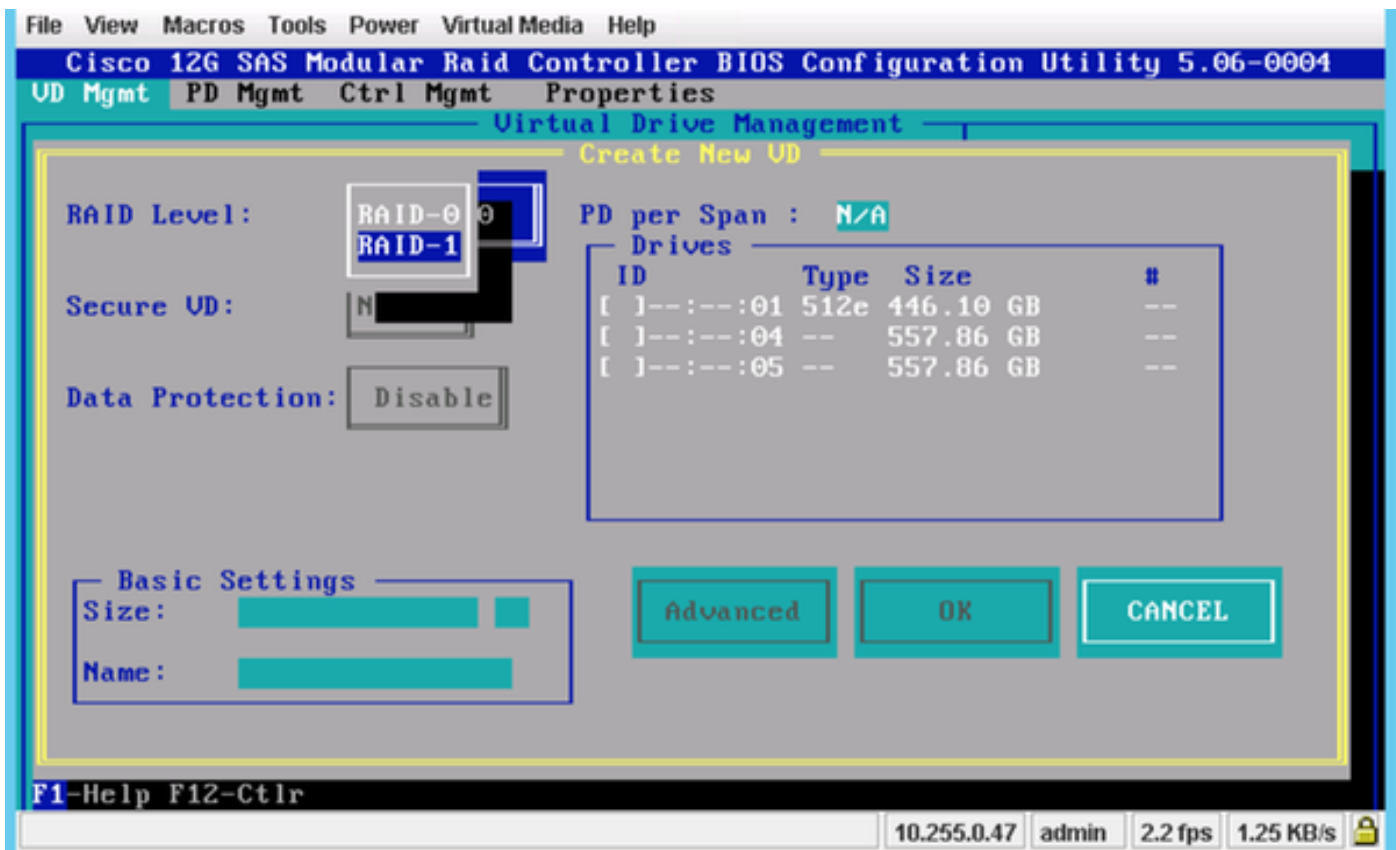 File View Macros Tools Power Virtual Media Help
Cisco 12G SAS Modular Raid Controller BIOS Configuration Utility 5.06-0004
VD Mgmt PD Mgmt Ctrl Mgmt Properties
Virtual Drive Management
Create New VD
RAID Level: RAID-0 0 PD per Span : N/A
RAID-1 Drives
ID Type Size #
Secure VD: N [ ]--:--:01 512e 446.10 GB --
[ ]--:--:04 -- 557.86 GB --
[ ]--:--:05 -- 557.86 GB --
Data Protection: Disable
Basic Settings
Size: Advanced OK CANCEL
Name:
F1-Help F12-Ctlr
10.255.0.47 admin 2.2 fps 1.25 KB/s